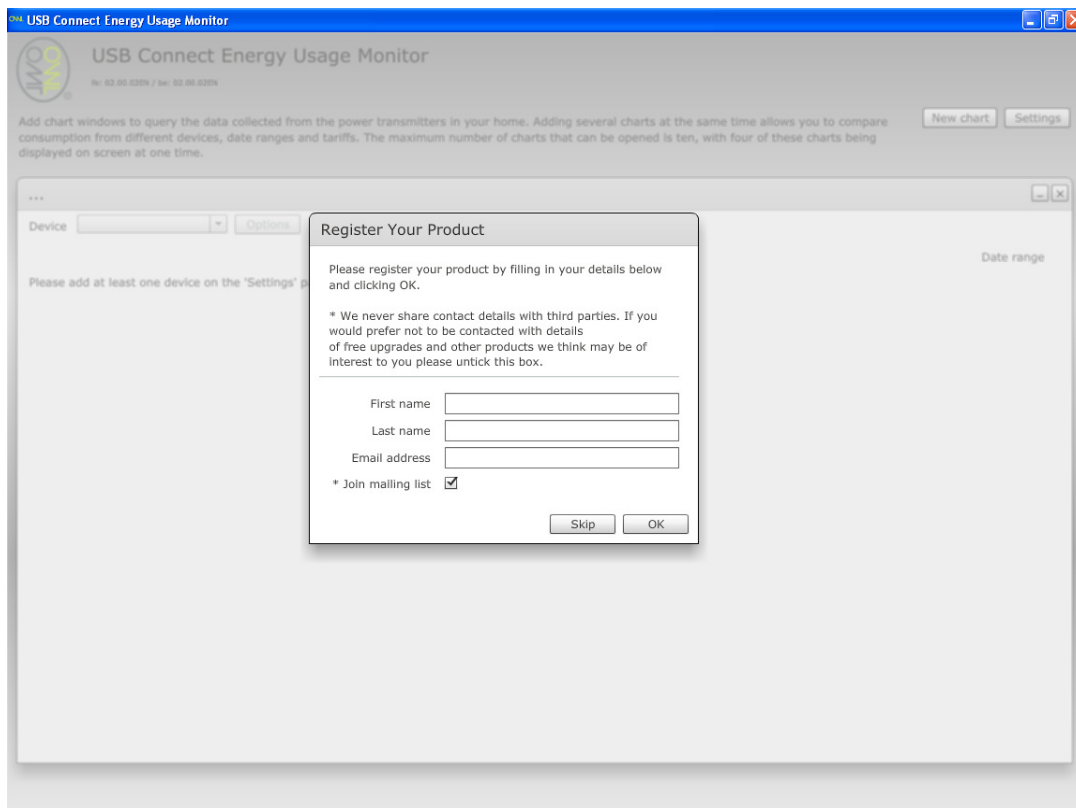 OWL USB Connect Energy Usage Monitor
USB Connect Energy Usage Monitor
Add chart windows to query the data collected from the power transmitters in your home. Adding several charts at the same time allows you to compare
consumption from different devices, date ranges and tariffs. The maximum number of charts that can be opened is ten, with four of these charts being
displayed on screen at one time.
New chart Settings
...
Device Options
Date range
Please add at least one device on the 'Settings' p
Register Your Product
Please register your product by filling in your details below
and clicking OK.
* We never share contact details with third parties. If you
would prefer not to be contacted with details
of free upgrades and other products we think may be of
interest to you please untick this box.
First name
Last name
Email address
* Join mailing list
Skip OK